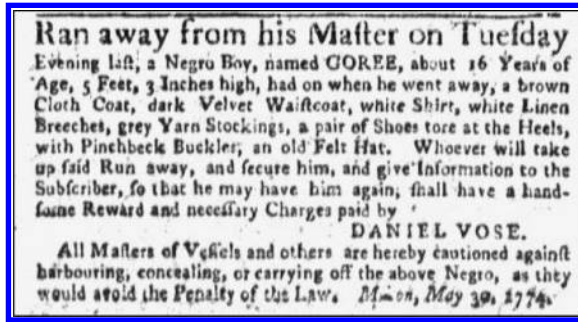 Ran away from his Maſter on Tueſday
Evening laſt, a Negro Boy, named GOREE, about 16 Years of
Age, 5 Feet, 3 Inches high, had on when he went away, a brown
Cloth Coat, dark Velvet Waiſtcoat, white Shirt, white Linen
Breeches, grey Yarn Stockings, a pair of Shoes tore at the Heels,
with Pinchbeck Buckler, an old Felt Hat. Whoever will take
up ſaid Run away, and ſecure him, and give Information to the
Subſcriber, ſo that he may have him again, ſhall have a hand-
ſome Reward and neceſſary Charges paid by
DANIEL VOSE.
All Maſters of Veſſels and others are hereby cautioned againſt
harbouring, concealing, or carrying off the above Negro, as they
would avoid the Penalty of the Law. Milton, May 30, 1774.